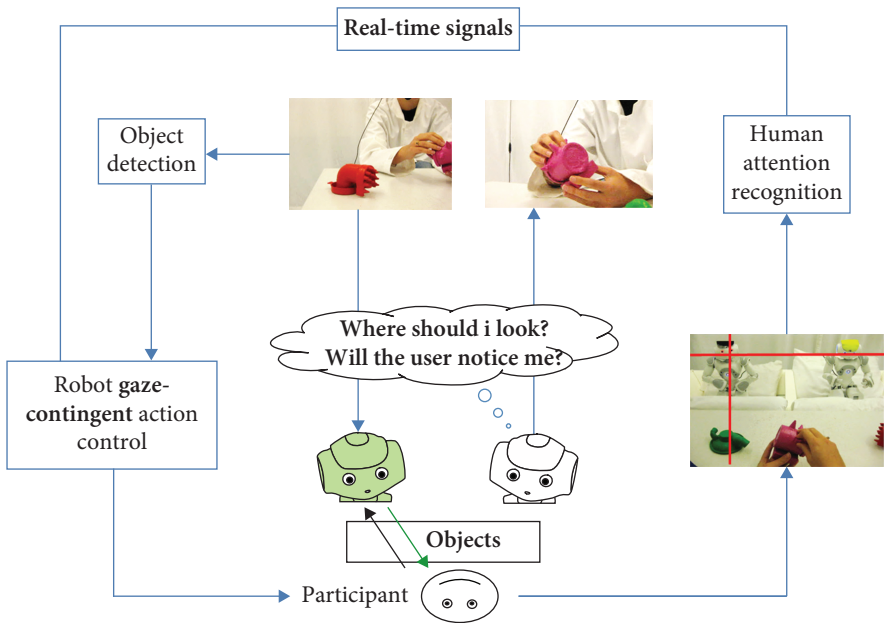 Real-time signals
Object
detection
Human
attention
recognition
Where should i look?
Will the user notice me?
Robot gaze-
contingent action
control
Objects
Participant